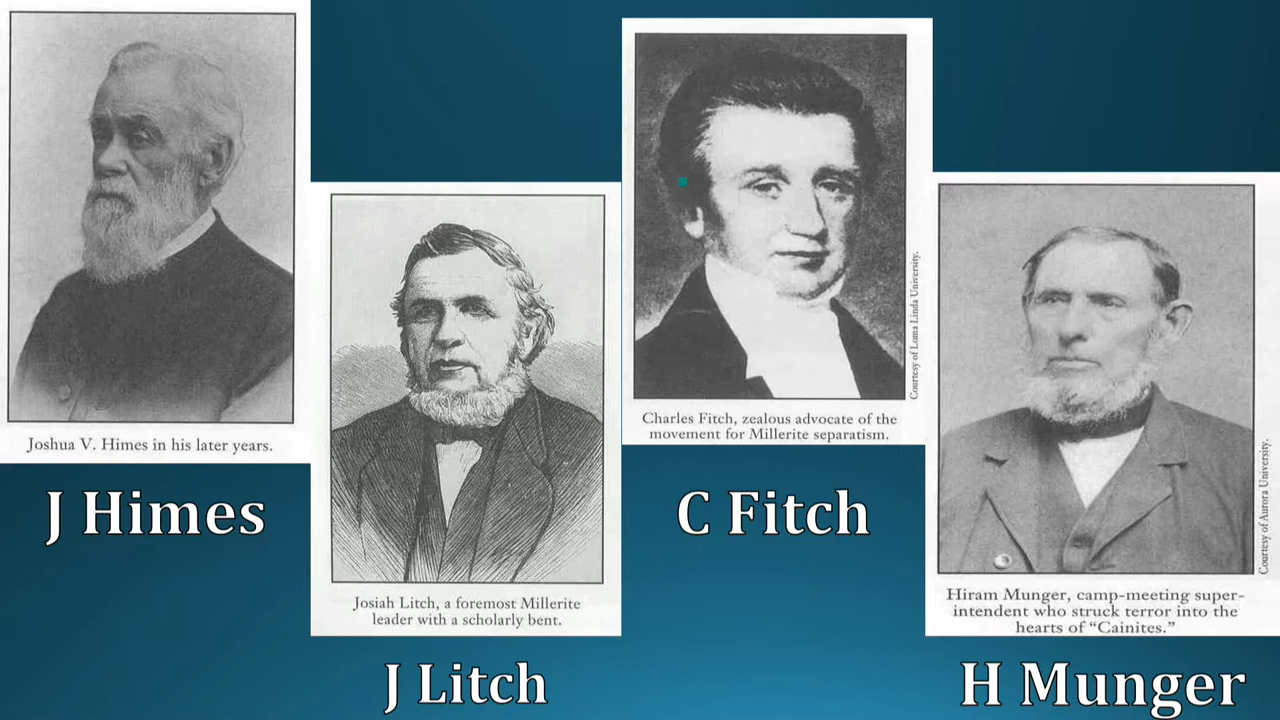 Joshua V. Himes in his later years.
J Himes
Josiah Litch, a foremost Millerite
leader with a scholarly bent.
J Litch
Courtesy of Loma Linda University.
Charles Fitch, zealous advocate of the
movement for Millerite separatism.
C Fitch
Courtesy of Aurora University.
Hiram Munger, camp-meeting super-
intendent who struck terror into the
hearts of “Cainites.”
H Munger